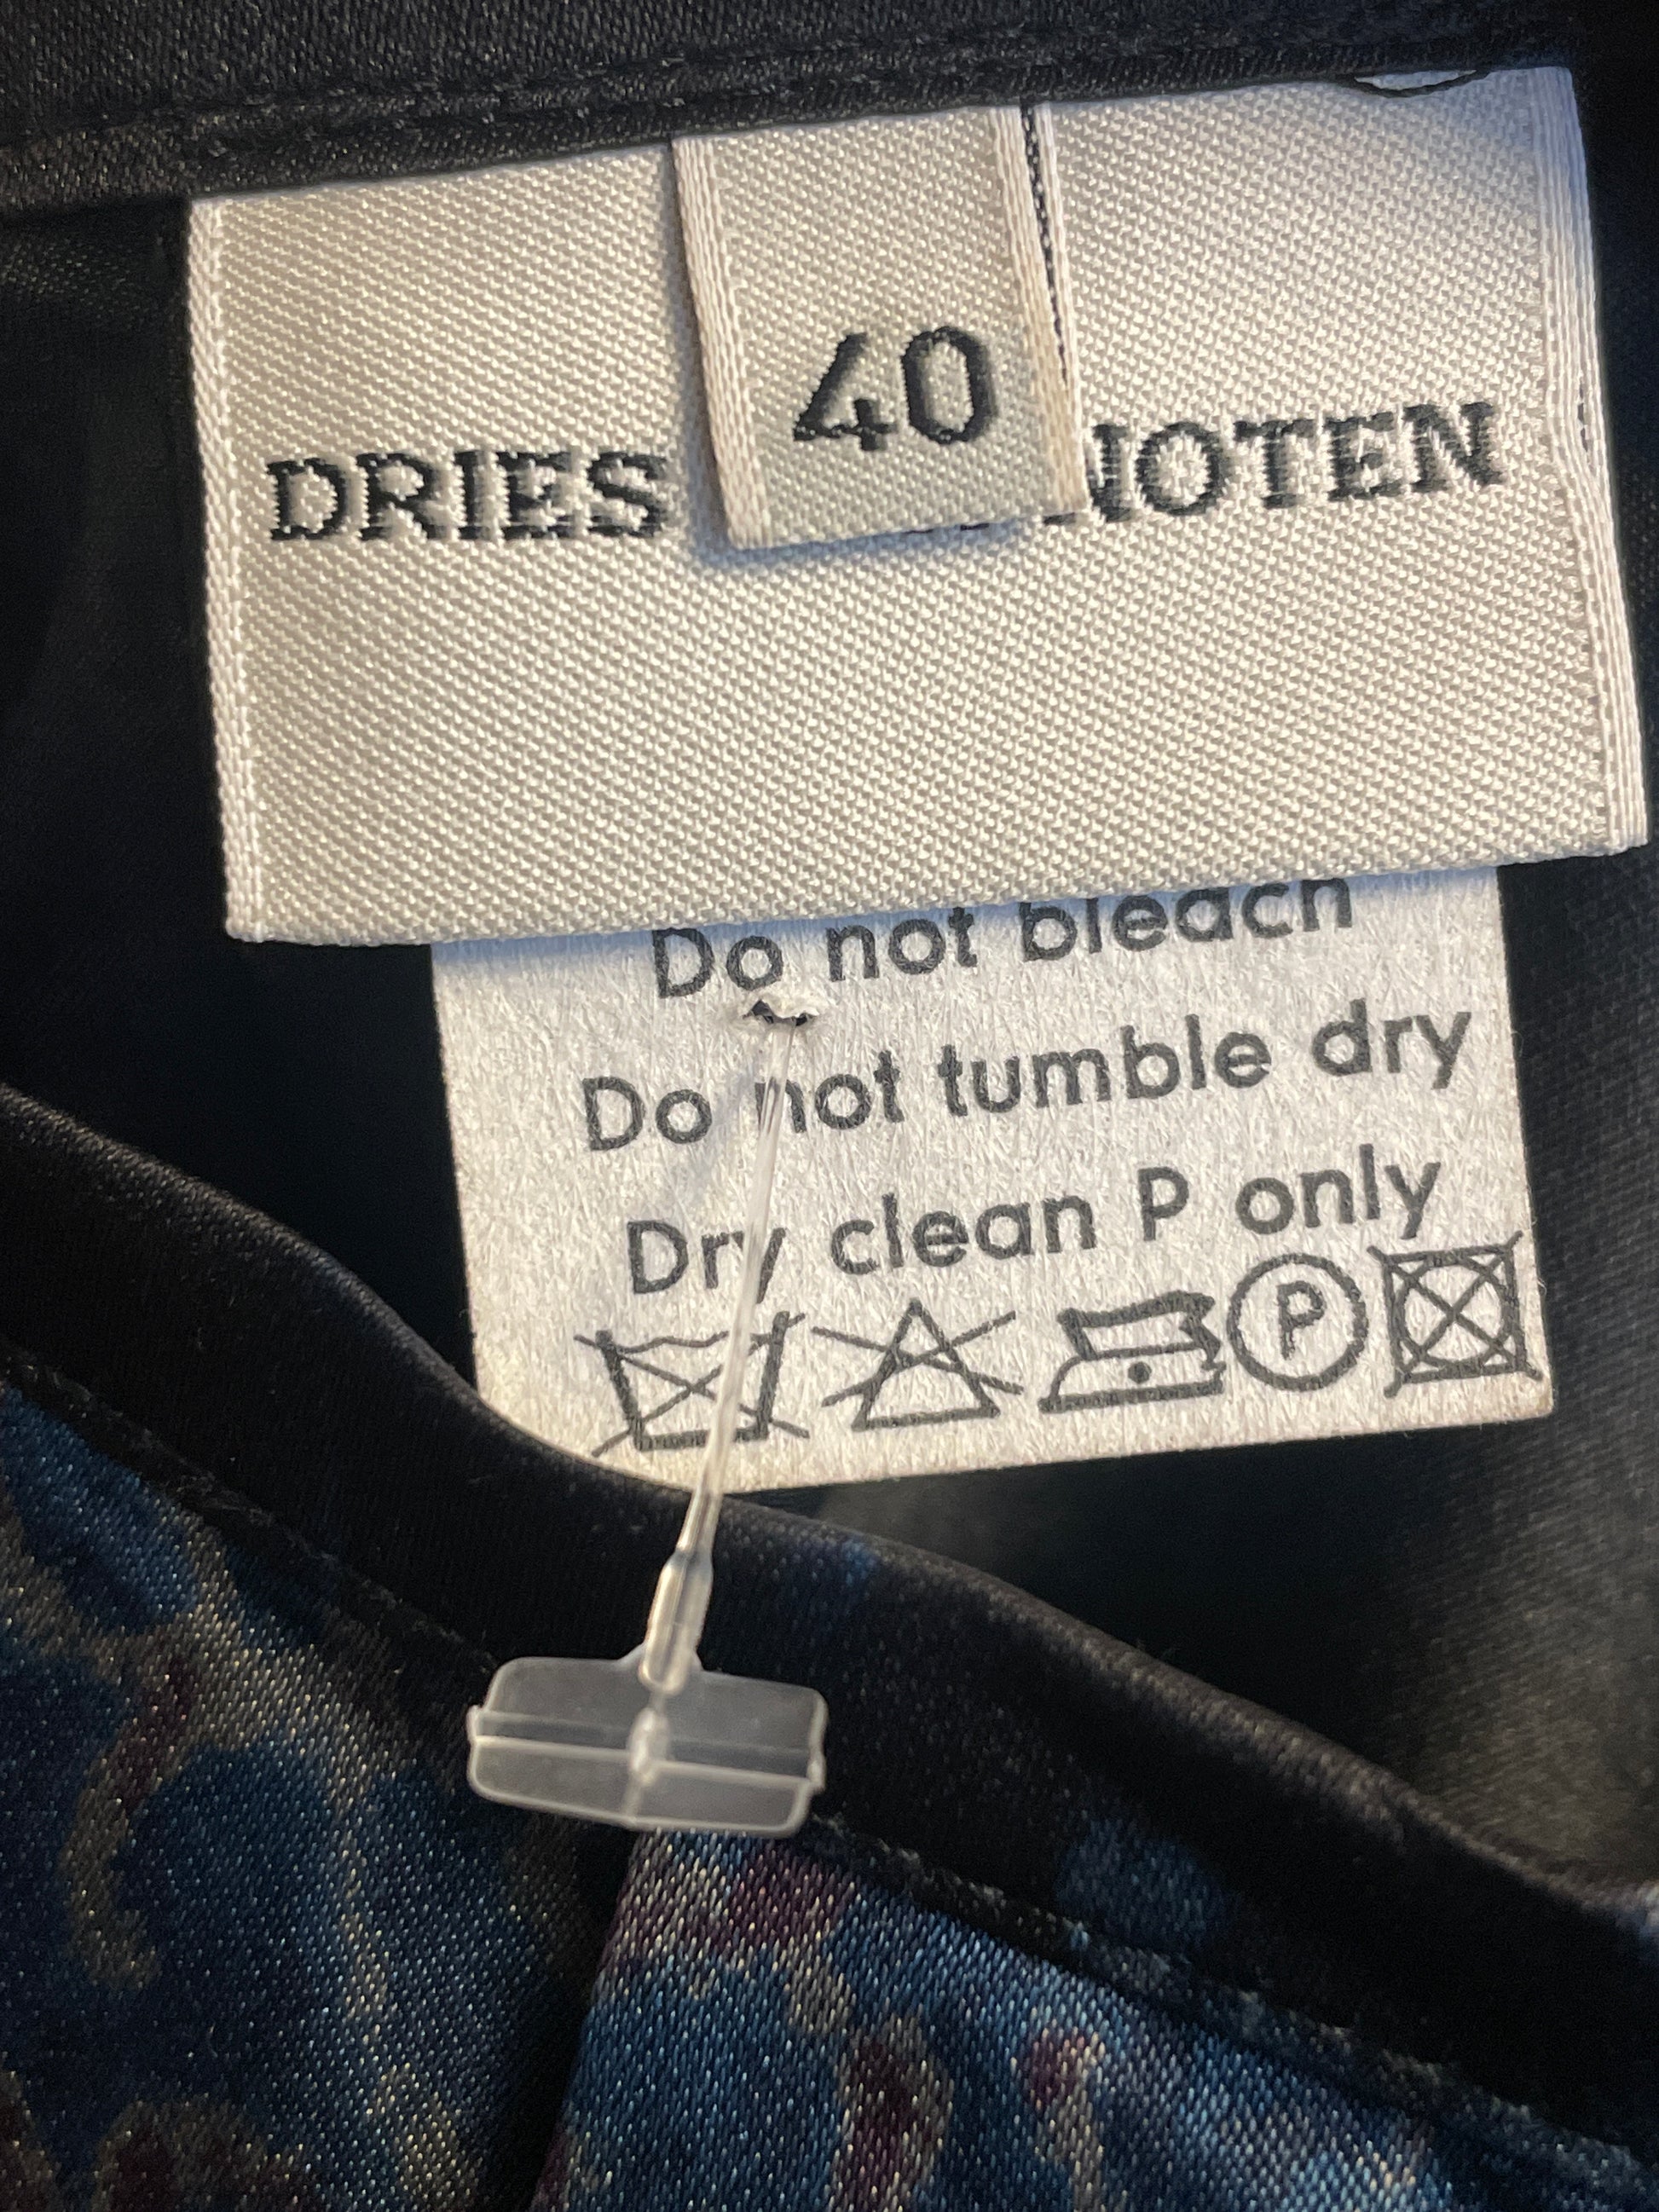 40
DRIES NOTEN
Do not bleach
Do not tumble dry
Dry clean P only
P